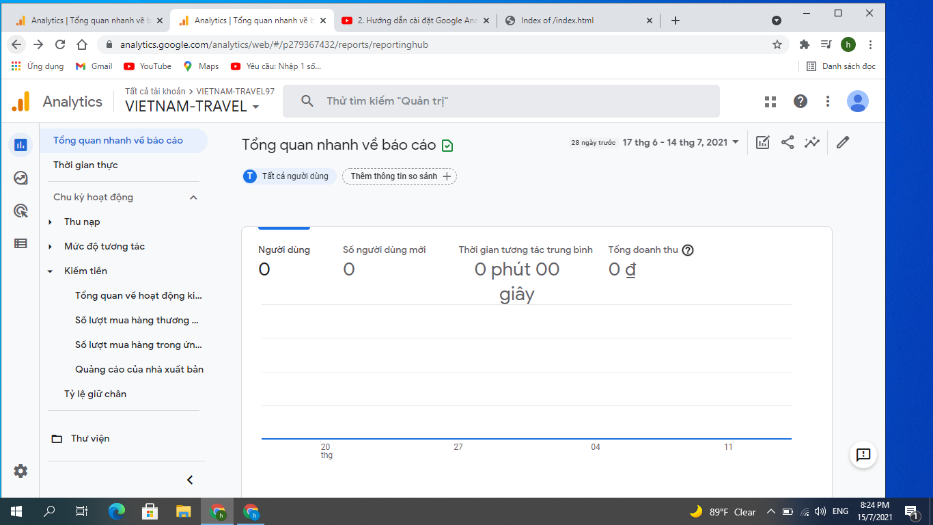 Analytics | Tổng quan nhanh về b
Analytics | Tổng quan nhanh về b
2. Hướng dẫn cài đặt Google Ana
Index of /index.html
analytics.google.com/analytics/web/#/p279367432/reports/reportinghub
h
Ứng dụng
Gmail
YouTube
Maps
Yêu cầu: Nhập 1 số...
Danh sách đọc
Analytics
Tất cả tài khoản > VIETNAM-TRAVEL97
VIETNAM-TRAVEL
Thử tìm kiếm "Quản trị"
Tổng quan nhanh về báo cáo
Thời gian thực
Chu kỳ hoạt động
Thu nạp
Mức độ tương tác
Kiếm tiền
Tổng quan về hoạt động ki...
Số lượt mua hàng thương ...
Số lượt mua hàng trong ứn...
Quảng cáo của nhà xuất bản
Tỷ lệ giữ chân
Thư viện
Tổng quan nhanh về báo cáo
28 ngày trước 17 thg 6 - 14 thg 7, 2021
T Tất cả người dùng
Thêm thông tin so sánh +
Người dùng
0
Số người dùng mới
0
Thời gian tương tác trung bình
0 phút 00
giây
Tổng doanh thu
0 ₫
20
thg
27
04
11
89°F Clear
ENG
8:24 PM
15/7/2021
1